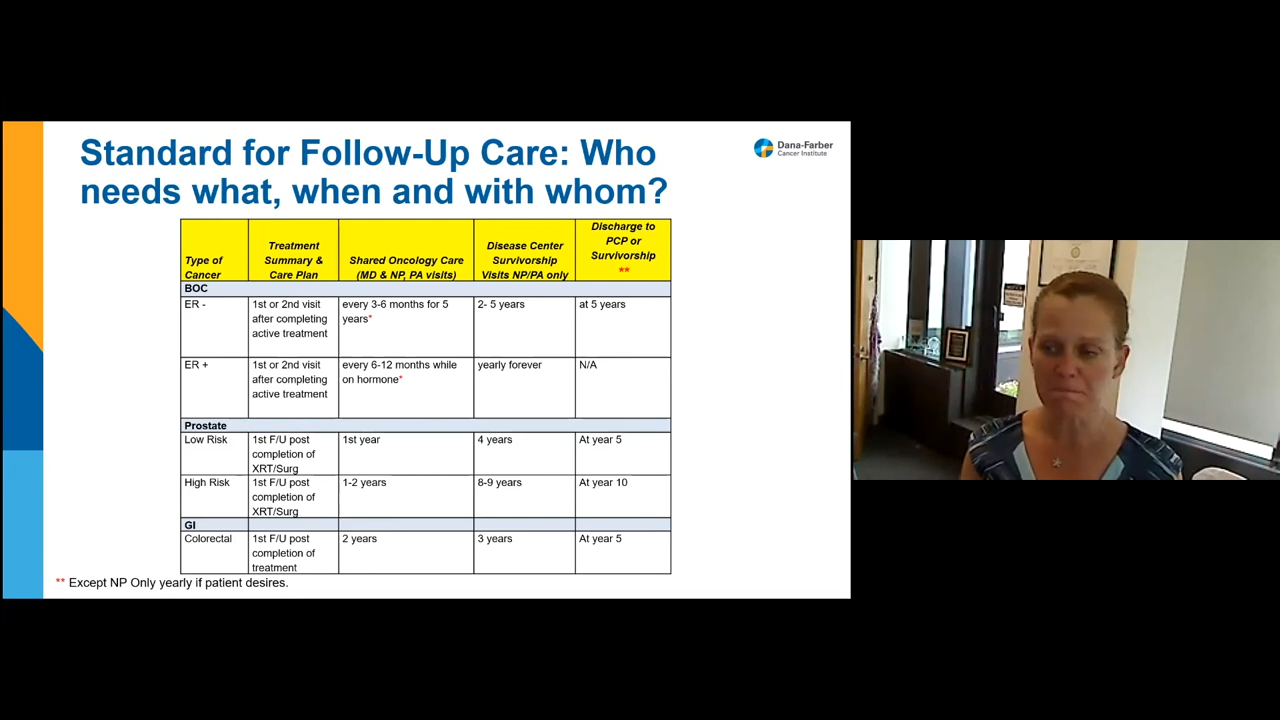 Standard for Follow-Up Care: Who
needs what, when and with whom?
Dana-Farber
Cancer Institute
Type of
Cancer
Treatment
Summary &
Care Plan
Shared Oncology Care
(MD & NP, PA visits)
Disease Center
Survivorship
Visits NP/PA only
Discharge to
PCP or
Survivorship
**
BOC
ER -
1st or 2nd visit
after completing
active treatment
every 3-6 months for 5
years*
2- 5 years
at 5 years
ER +
1st or 2nd visit
after completing
active treatment
every 6-12 months while
on hormone*
yearly forever
N/A
Prostate
Low Risk
1st F/U post
completion of
XRT/Surg
1st year
4 years
At year 5
High Risk
1st F/U post
completion of
XRT/Surg
1-2 years
8-9 years
At year 10
GI
Colorectal
1st F/U post
completion of
treatment
2 years
3 years
At year 5
** Except NP Only yearly if patient desires.